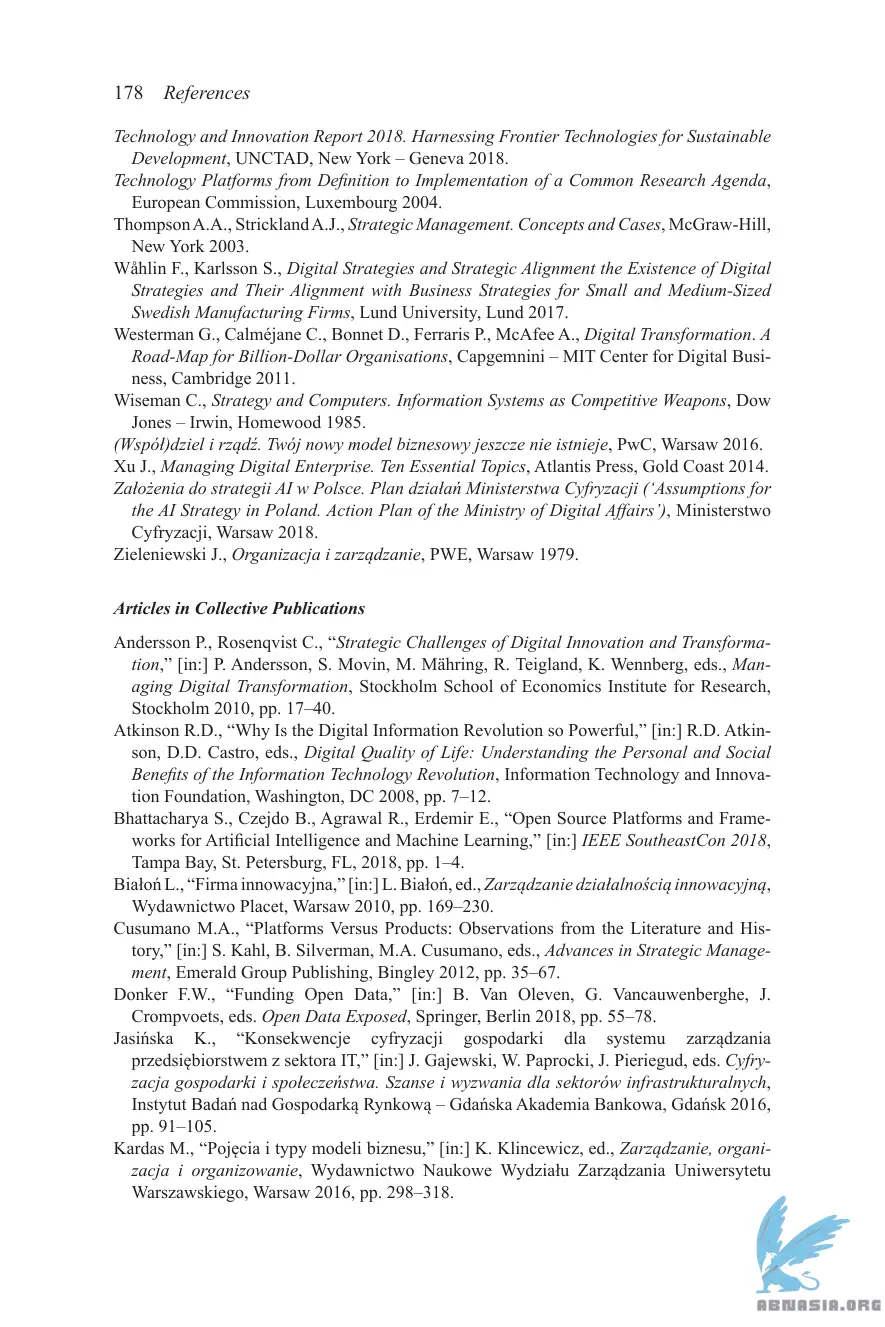 178 References
Technology and Innovation Report 2018. Harnessing Frontier Technologies for Sustainable
Development, UNCTAD, New York – Geneva 2018.
Technology Platforms from Definition to Implementation of a Common Research Agenda,
European Commission, Luxembourg 2004.
Thompson A.A., Strickland A.J., Strategic Management. Concepts and Cases, McGraw-Hill,
New York 2003.
Wåhlin F., Karlsson S., Digital Strategies and Strategic Alignment the Existence of Digital
Strategies and Their Alignment with Business Strategies for Small and Medium-Sized
Swedish Manufacturing Firms, Lund University, Lund 2017.
Westerman G., Calméjane C., Bonnet D., Ferraris P., McAfee A., Digital Transformation. A
Road-Map for Billion-Dollar Organisations, Capgemnini – MIT Center for Digital Busi-
ness, Cambridge 2011.
Wiseman C., Strategy and Computers. Information Systems as Competitive Weapons, Dow
Jones – Irwin, Homewood 1985.
(Współ)dziel i rządź. Twój nowy model biznesowy jeszcze nie istnieje, PwC, Warsaw 2016.
Xu J., Managing Digital Enterprise. Ten Essential Topics, Atlantis Press, Gold Coast 2014.
Założenia do strategii AI w Polsce. Plan działań Ministerstwa Cyfryzacji (‘Assumptions for
the AI Strategy in Poland. Action Plan of the Ministry of Digital Affairs’), Ministerstwo
Cyfryzacji, Warsaw 2018.
Zieleniewski J., Organizacja i zarządzanie, PWE, Warsaw 1979.
Articles in Collective Publications
Andersson P., Rosenqvist C., “Strategic Challenges of Digital Innovation and Transforma-
tion,” [in:] P. Andersson, S. Movin, M. Mähring, R. Teigland, K. Wennberg, eds., Man-
aging Digital Transformation, Stockholm School of Economics Institute for Research,
Stockholm 2010, pp. 17–40.
Atkinson R.D., “Why Is the Digital Information Revolution so Powerful,” [in:] R.D. Atkin-
son, D.D. Castro, eds., Digital Quality of Life: Understanding the Personal and Social
Benefits of the Information Technology Revolution, Information Technology and Innova-
tion Foundation, Washington, DC 2008, pp. 7–12.
Bhattacharya S., Czejdo B., Agrawal R., Erdemir E., “Open Source Platforms and Frame-
works for Artificial Intelligence and Machine Learning,” [in:] IEEE SoutheastCon 2018,
Tampa Bay, St. Petersburg, FL, 2018, pp. 1–4.
Białoń L., “Firma innowacyjna,” [in:] L. Białoń, ed., Zarządzanie działalnością innowacyjną,
Wydawnictwo Placet, Warsaw 2010, pp. 169–230.
Cusumano M.A., “Platforms Versus Products: Observations from the Literature and His-
tory,” [in:] S. Kahl, B. Silverman, M.A. Cusumano, eds., Advances in Strategic Manage-
ment, Emerald Group Publishing, Bingley 2012, pp. 35–67.
Donker F.W., “Funding Open Data,” [in:] B. Van Oleven, G. Vancauwenberghe, J.
Crompvoets, eds. Open Data Exposed, Springer, Berlin 2018, pp. 55–78.
Jasińska K., “Konsekwencje cyfryzacji gospodarki dla systemu zarządzania
przedsiębiorstwem z sektora IT,” [in:] J. Gajewski, W. Paprocki, J. Pieriegud, eds. Cyfry-
zacja gospodarki i społeczeństwa. Szanse i wyzwania dla sektorów infrastrukturalnych,
Instytut Badań nad Gospodarką Rynkową – Gdańska Akademia Bankowa, Gdańsk 2016,
pp. 91–105.
Kardas M., “Pojęcia i typy modeli biznesu,” [in:] K. Klincewicz, ed., Zarządzanie, organi-
zacja i organizowanie, Wydawnictwo Naukowe Wydziału Zarządzania Uniwersytetu
Warszawskiego, Warsaw 2016, pp. 298–318.
ABNASIA.ORG